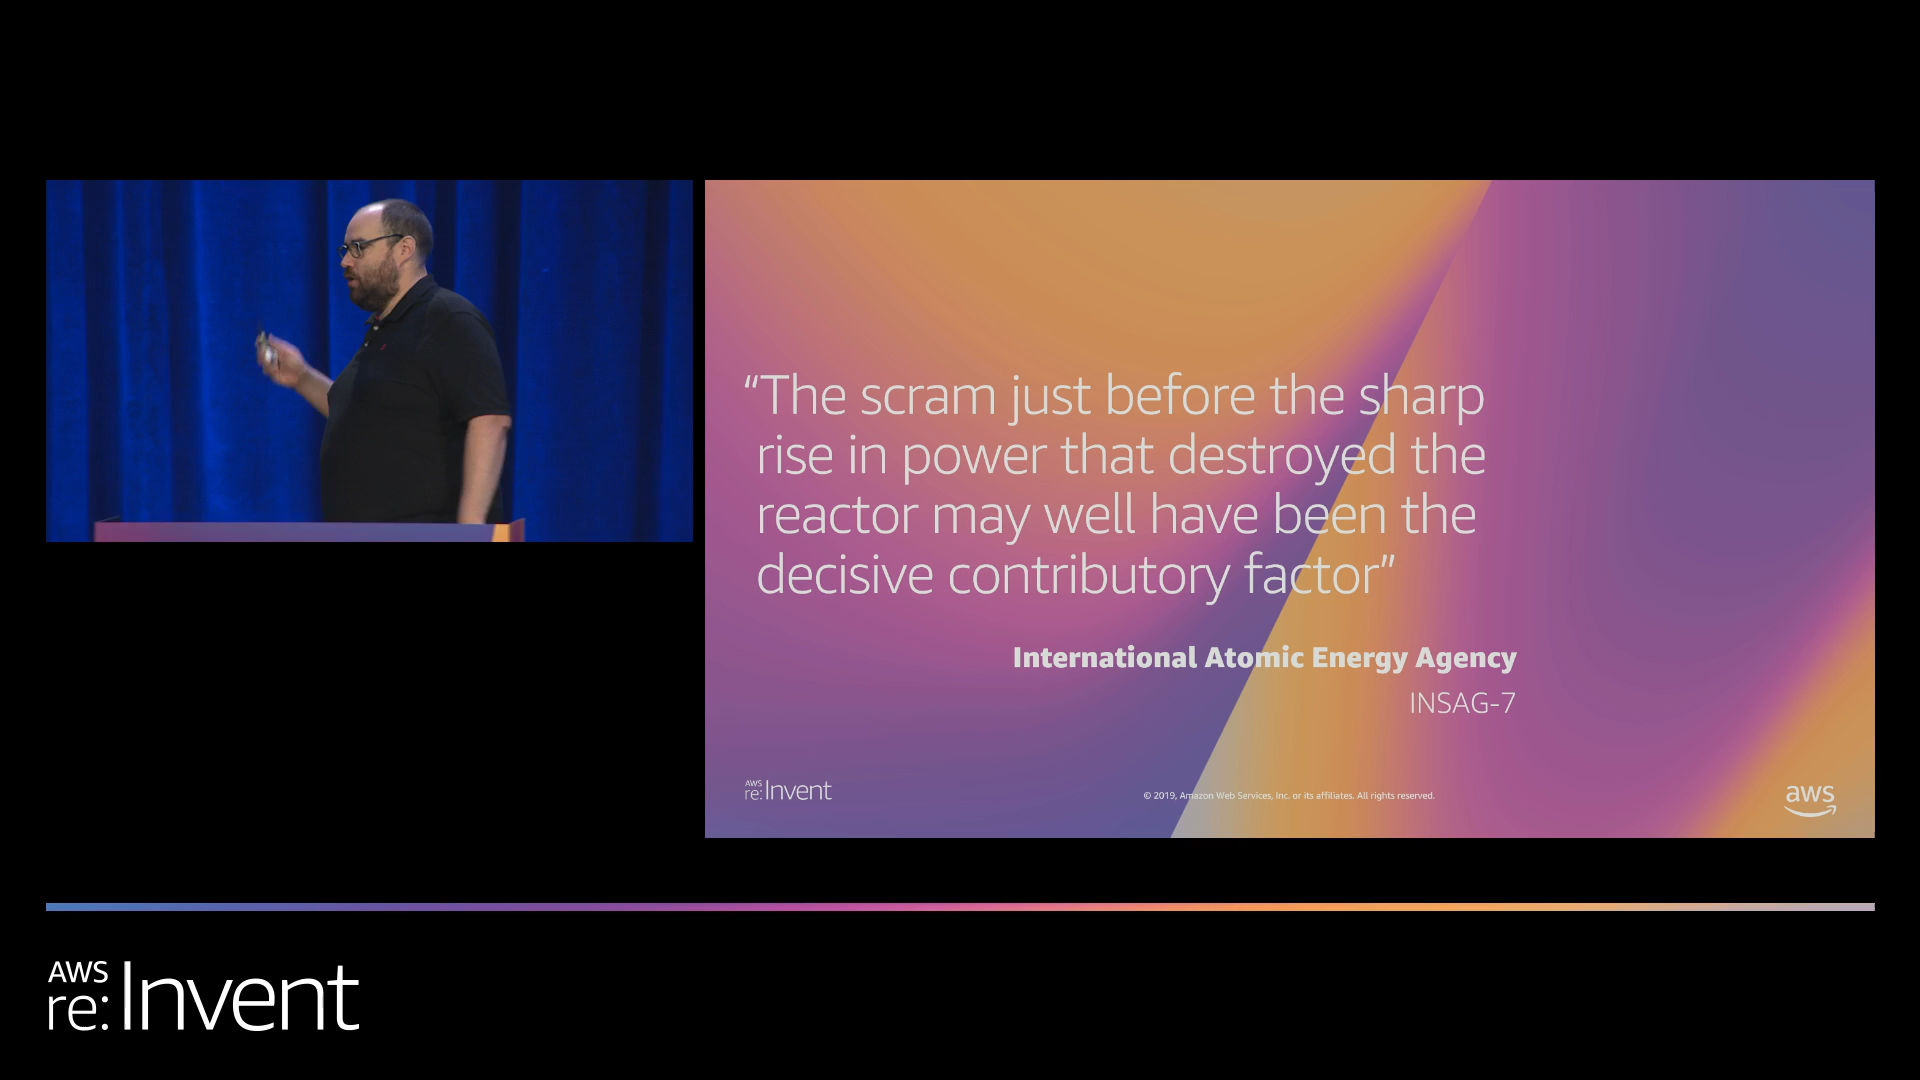 “The scram just before the sharp
rise in power that destroyed the
reactor may well have been the
decisive contributory factor”
International Atomic Energy Agency
INSAG-7
AWS
re:Invent
© 2019, Amazon Web Services, Inc. or its affiliates. All rights reserved.
aws
AWS
re:Invent